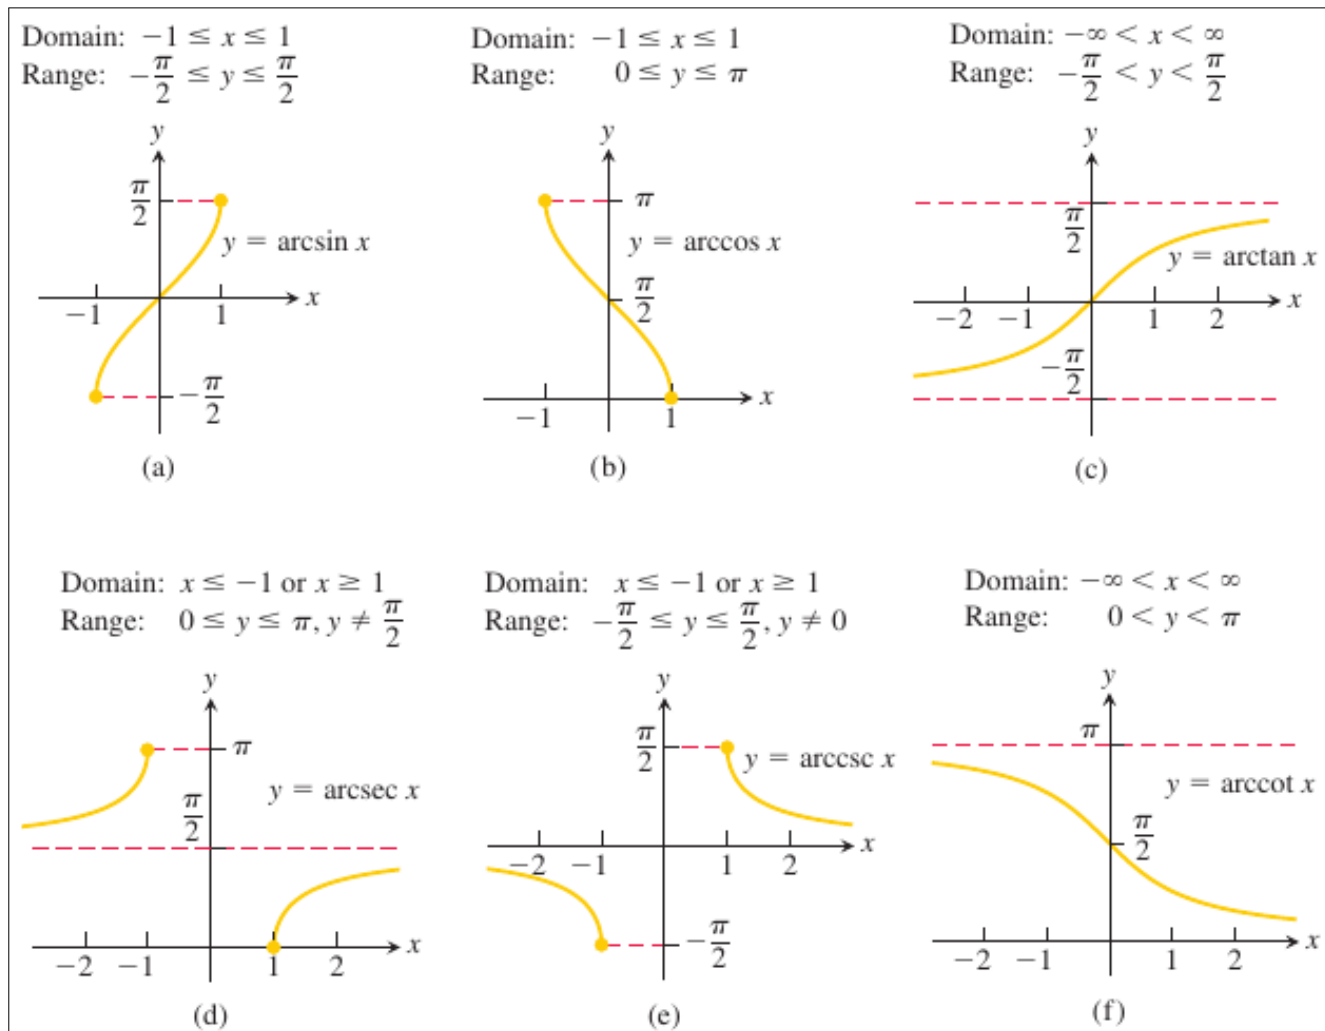 Domain: −1 ≤ x ≤ 1
Range: −π/2 ≤ y ≤ π/2
y
π/2
y = arcsin x
−1
1
x
−π/2
(a)
Domain: −1 ≤ x ≤ 1
Range: 0 ≤ y ≤ π
y
π
y = arccos x
π/2
−1
1
x
(b)
Domain: −∞ < x < ∞
Range: −π/2 < y < π/2
y
π/2
y = arctan x
−2 −1 1 2
x
−π/2
(c)
Domain: x ≤ −1 or x ≥ 1
Range: 0 ≤ y ≤ π, y ≠ π/2
y
π
y = arcsec x
π/2
−2 −1 1 2
x
(d)
Domain: x ≤ −1 or x ≥ 1
Range: −π/2 ≤ y ≤ π/2, y ≠ 0
y
π/2
y = arccsc x
−2 −1 1 2
x
−π/2
(e)
Domain: −∞ < x < ∞
Range: 0 < y < π
y
π
y = arccot x
π/2
−2 −1 1 2
x
(f)